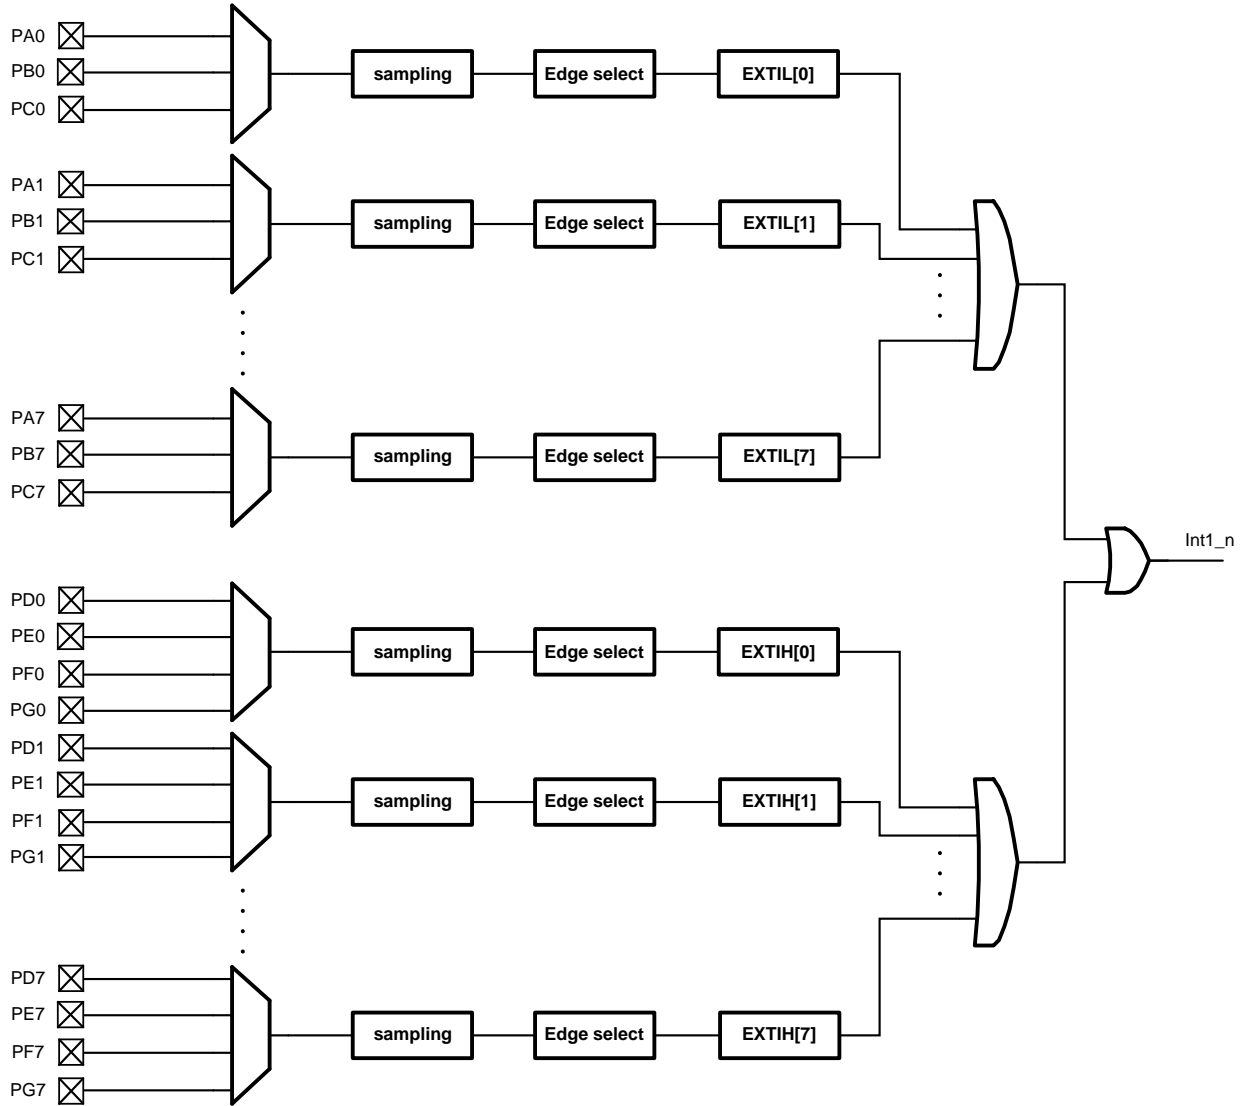 PA0
PB0
PC0
sampling
Edge select
EXTIL[0]
PA1
PB1
PC1
sampling
Edge select
EXTIL[1]
PA7
PB7
PC7
sampling
Edge select
EXTIL[7]
Int1_n
PD0
PE0
PF0
PG0
sampling
Edge select
EXTIH[0]
PD1
PE1
PF1
PG1
sampling
Edge select
EXTIH[1]
PD7
PE7
PF7
PG7
sampling
Edge select
EXTIH[7]